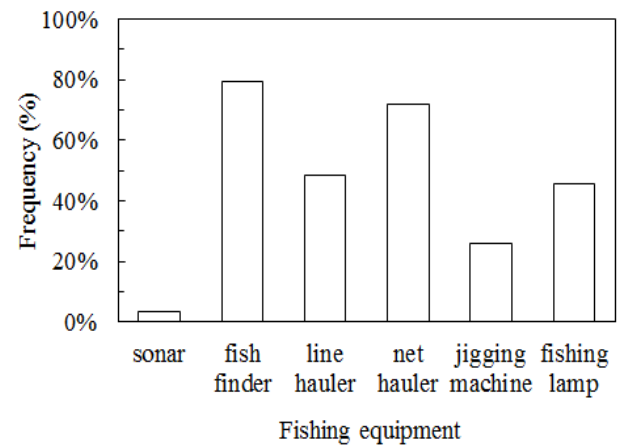 100%
80%
60%
40%
20%
0%
Frequency (%)
sonar fish line net jigging fishing
finder hauler hauler machine lamp
Fishing equipment